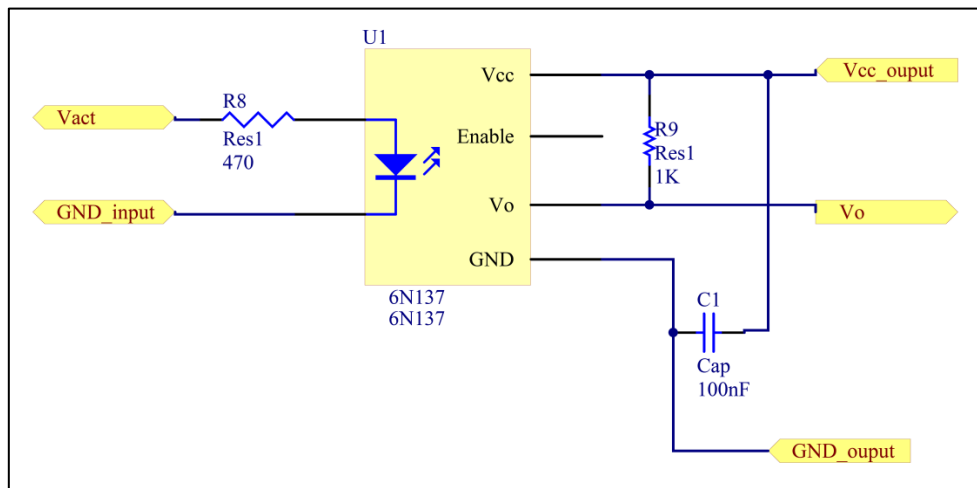 U1
Vcc
Vcc_ouput
R8
Vact
Res1
470
Enable
R9
Res1
1K
GND_input
Vo
Vo
GND
6N137
6N137
C1
Cap
100nF
GND_ouput